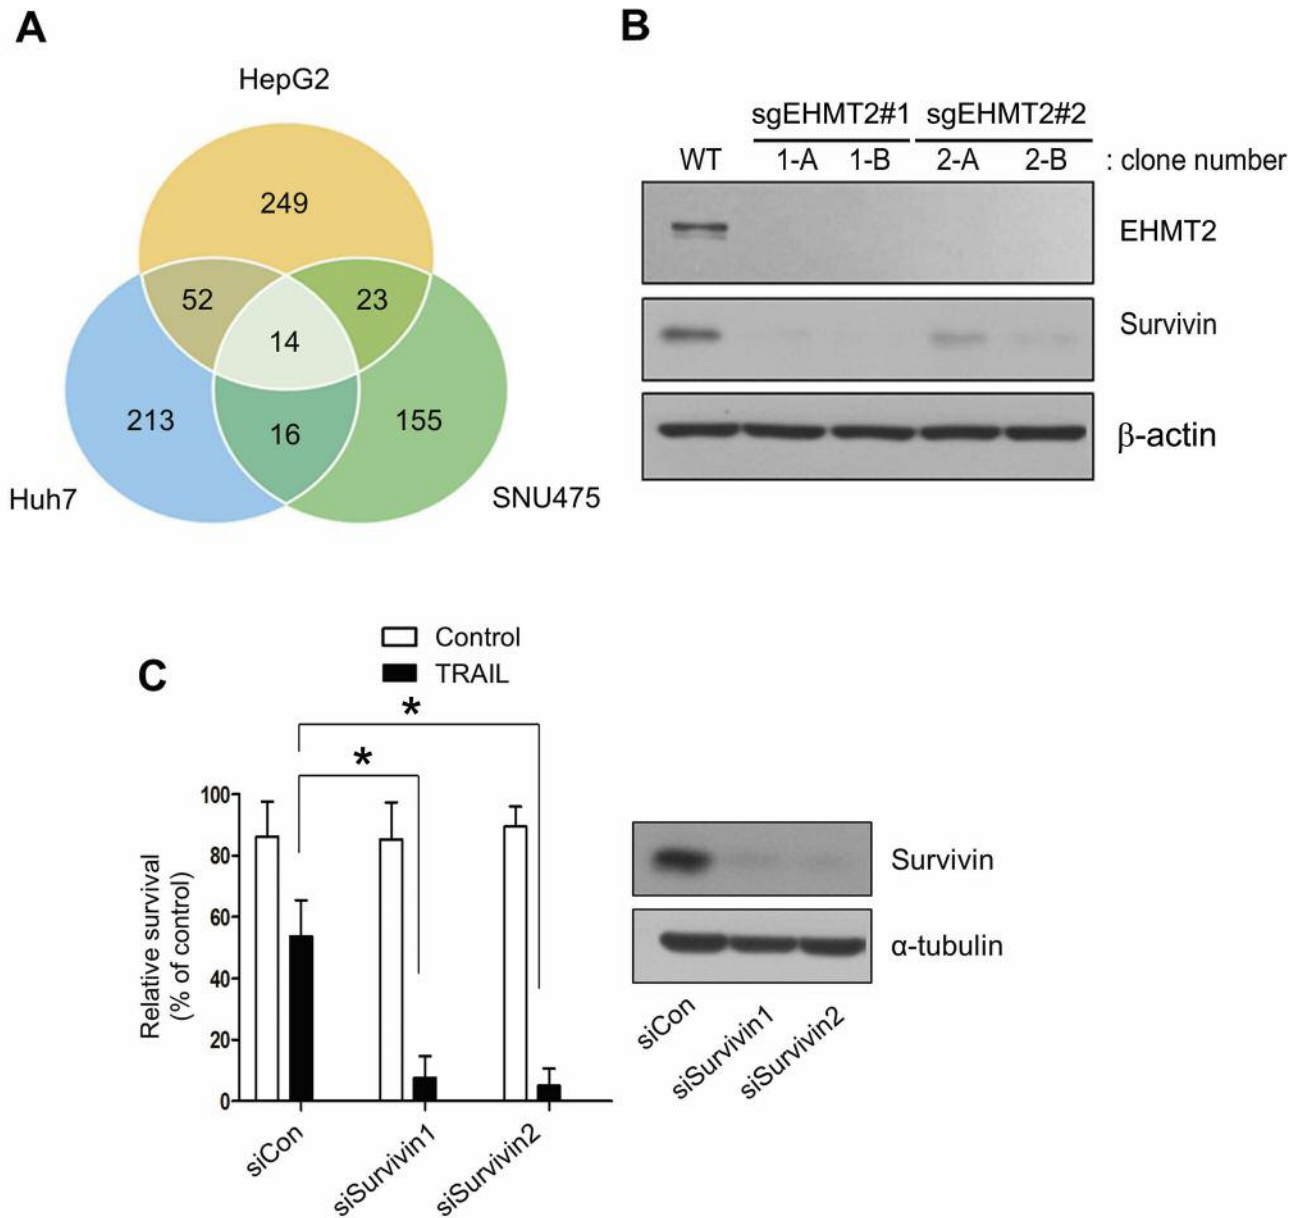 A
HepG2
249
52
23
14
213
16
155
Huh7
SNU475
B
sgEHMT2#1 sgEHMT2#2
WT 1-A 1-B 2-A 2-B : clone number
EHMT2
Survivin
β-actin
C
Control
TRAIL
*
*
Relative survival
(% of control)
100
80
60
40
20
0
siCon
siSurvivin1
siSurvivin2
Survivin
α-tubulin
siCon
siSurvivin1
siSurvivin2